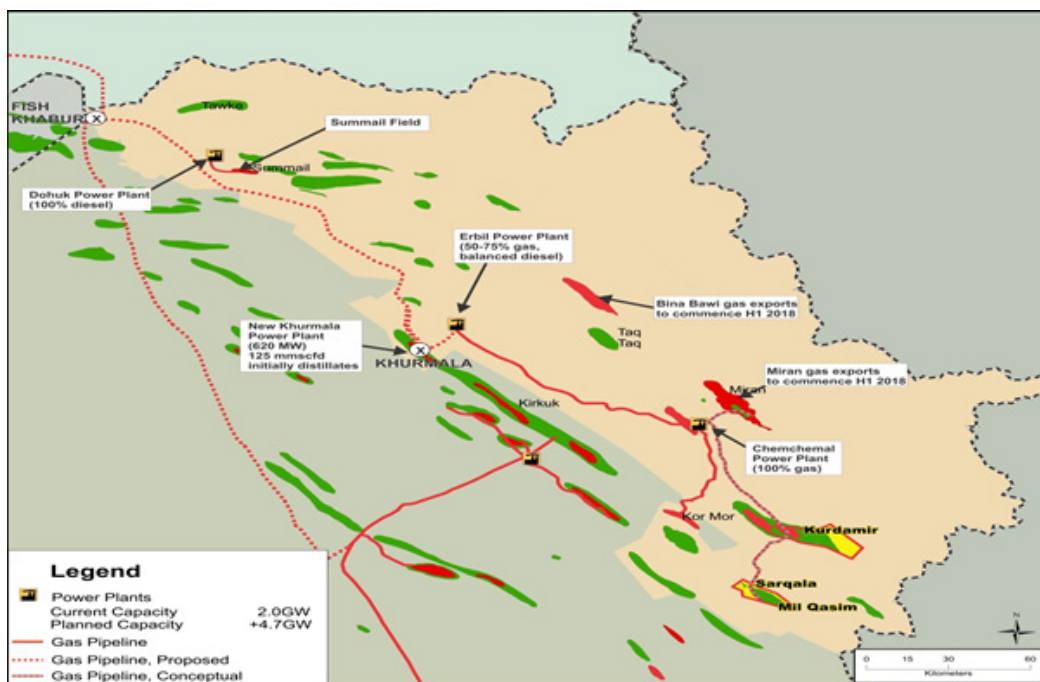 FISH
KHABUR
Tawke
Summail Field
Summail
Dohuk Power Plant
(100% diesel)
Erbil Power Plant
(50-75% gas,
balanced diesel)
Bina Bawi gas exports
to commence H1 2018
Taq
Taq
New Khurmala
Power Plant
(620 MW)
125 mmscfd
initially distillates
KHURMALA
Miran gas exports
to commence H1 2018
Miran
Kirkuk
Chemchemal
Power Plant
(100% gas)
Kor Mor
Kurdamir
Sarqala
Mil Qasim
Legend
Power Plants
Current Capacity 2.0GW
Planned Capacity +4.7GW
Gas Pipeline
Gas Pipeline, Proposed
Gas Pipeline, Conceptual
N
0 15 30 60
Kilometers